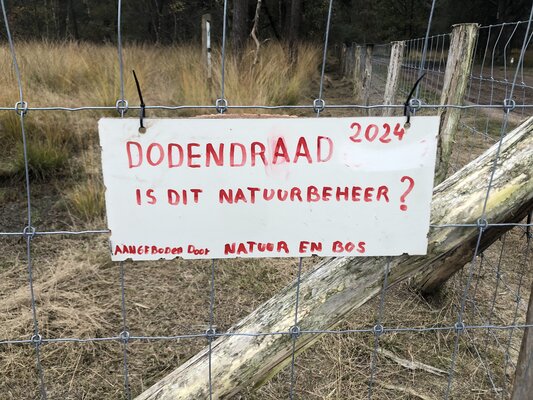 DODENDRAAD 2024
IS DIT NATUURBEHEER?
AANGEBODEN DOOR NATUUR EN BOS